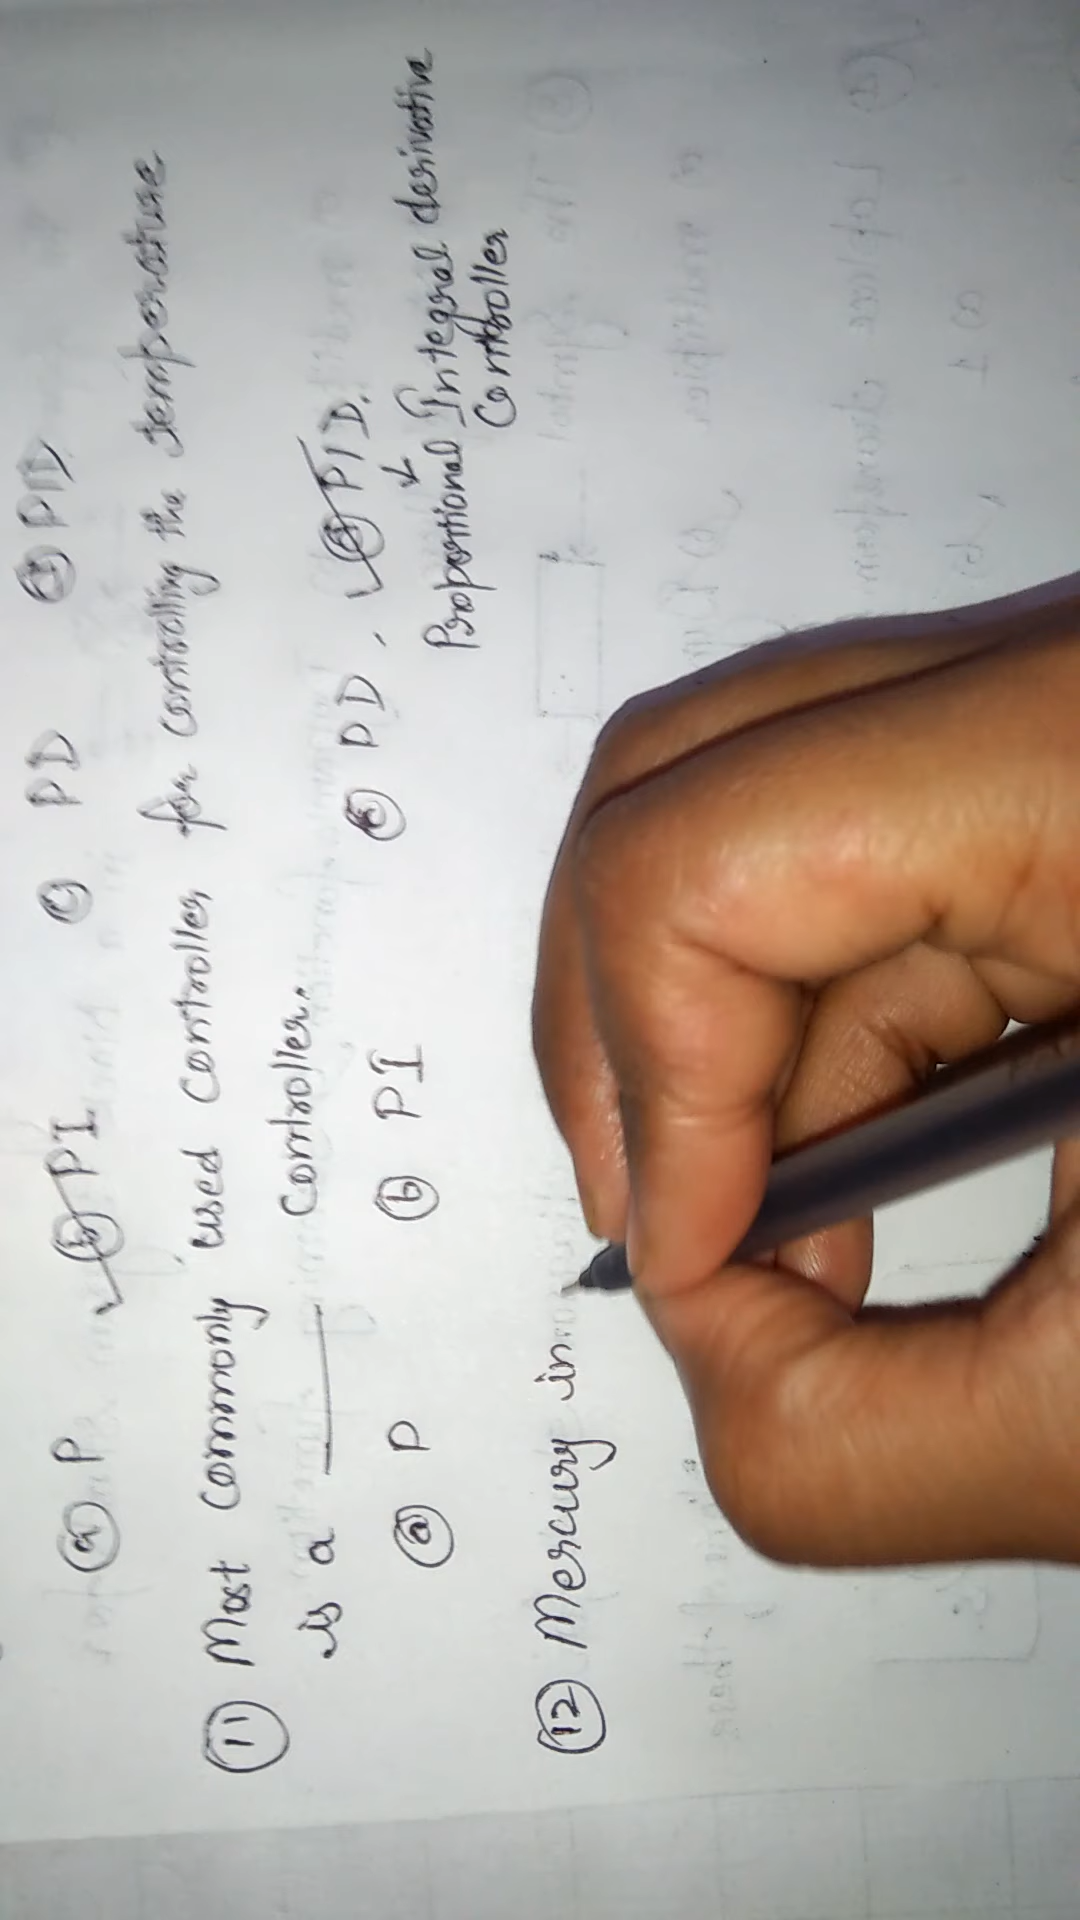 (a) P (b) PI (c) PD (d) PID
(11) Most commonly used controller for controlling the temperature
is a ______ controller.
(a) P (b) PI (c) PD, (d) PID.
Proportional Integral derivative
Controller
(12) Mercury in